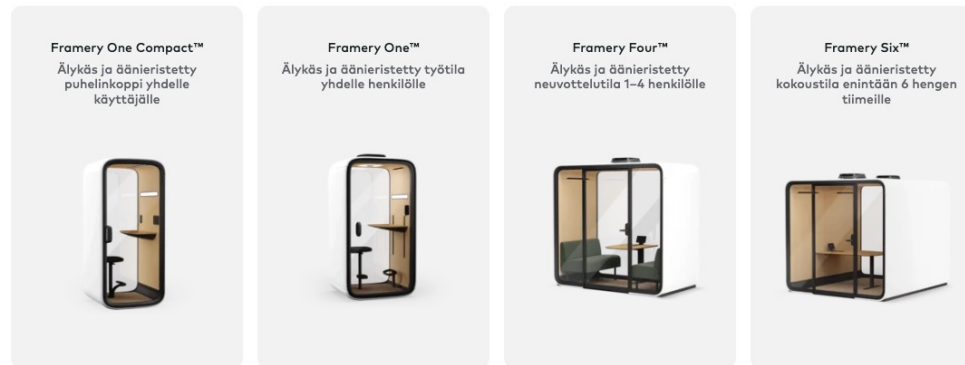 Framery One Compact™
Älykäs ja äänieristetty
puhelinkoppi yhdelle
käyttäjälle
Framery One™
Älykäs ja äänieristetty työtila
yhdelle henkilölle
Framery Four™
Älykäs ja äänieristetty
neuvottelutila 1–4 henkilölle
Framery Six™
Älykäs ja äänieristetty
kokoustila enintään 6 hengen
tiimeille